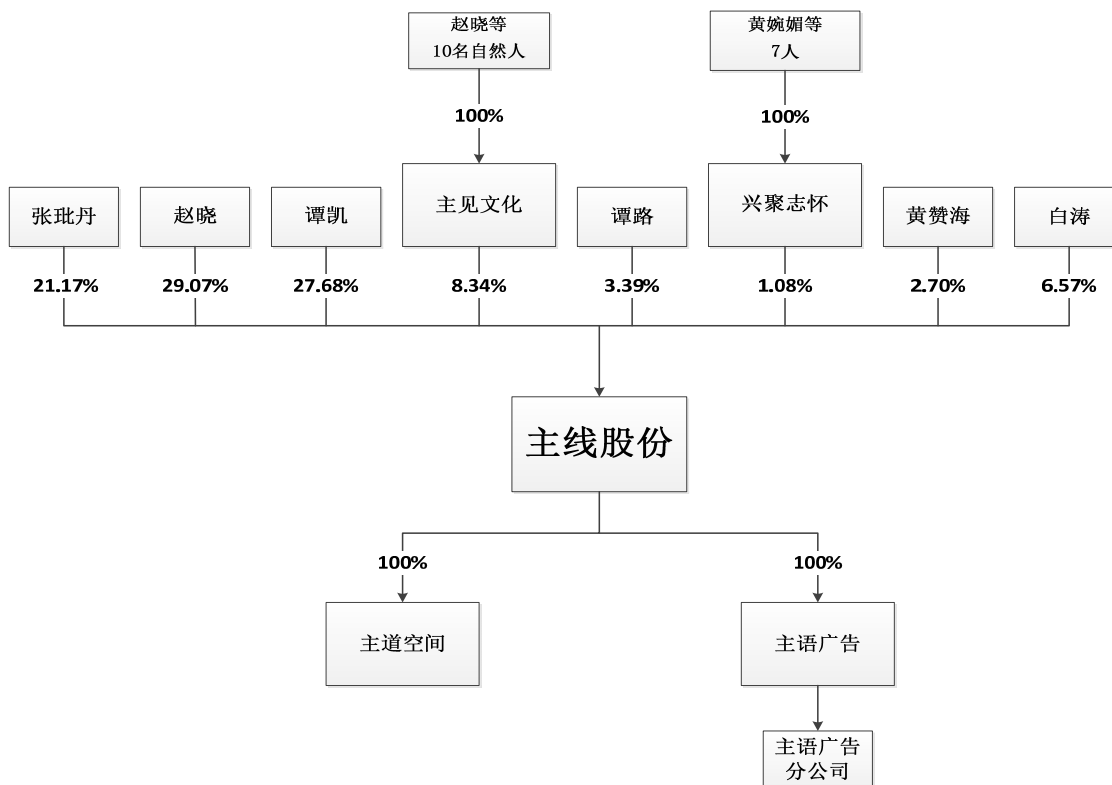 赵晓等
10名自然人
黄婉媚等
7人
100%
100%
张玭丹
赵晓
谭凯
主见文化
谭路
兴聚志怀
黄赞海
白涛
21.17%
29.07%
27.68%
8.34%
3.39%
1.08%
2.70%
6.57%
主线股份
100%
100%
主道空间
主语广告
主语广告
分公司